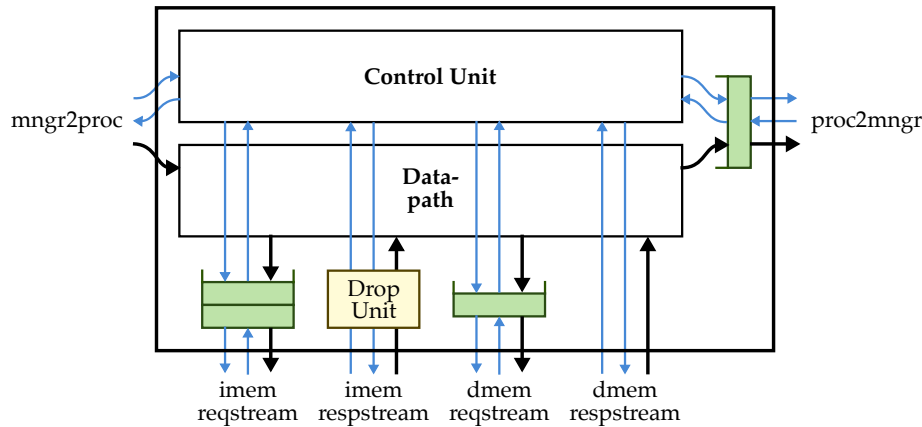 Control Unit
mngr2proc
proc2mngr
Data-
path
Drop
Unit
imem
reqstream
imem
respstream
dmem
reqstream
dmem
respstream